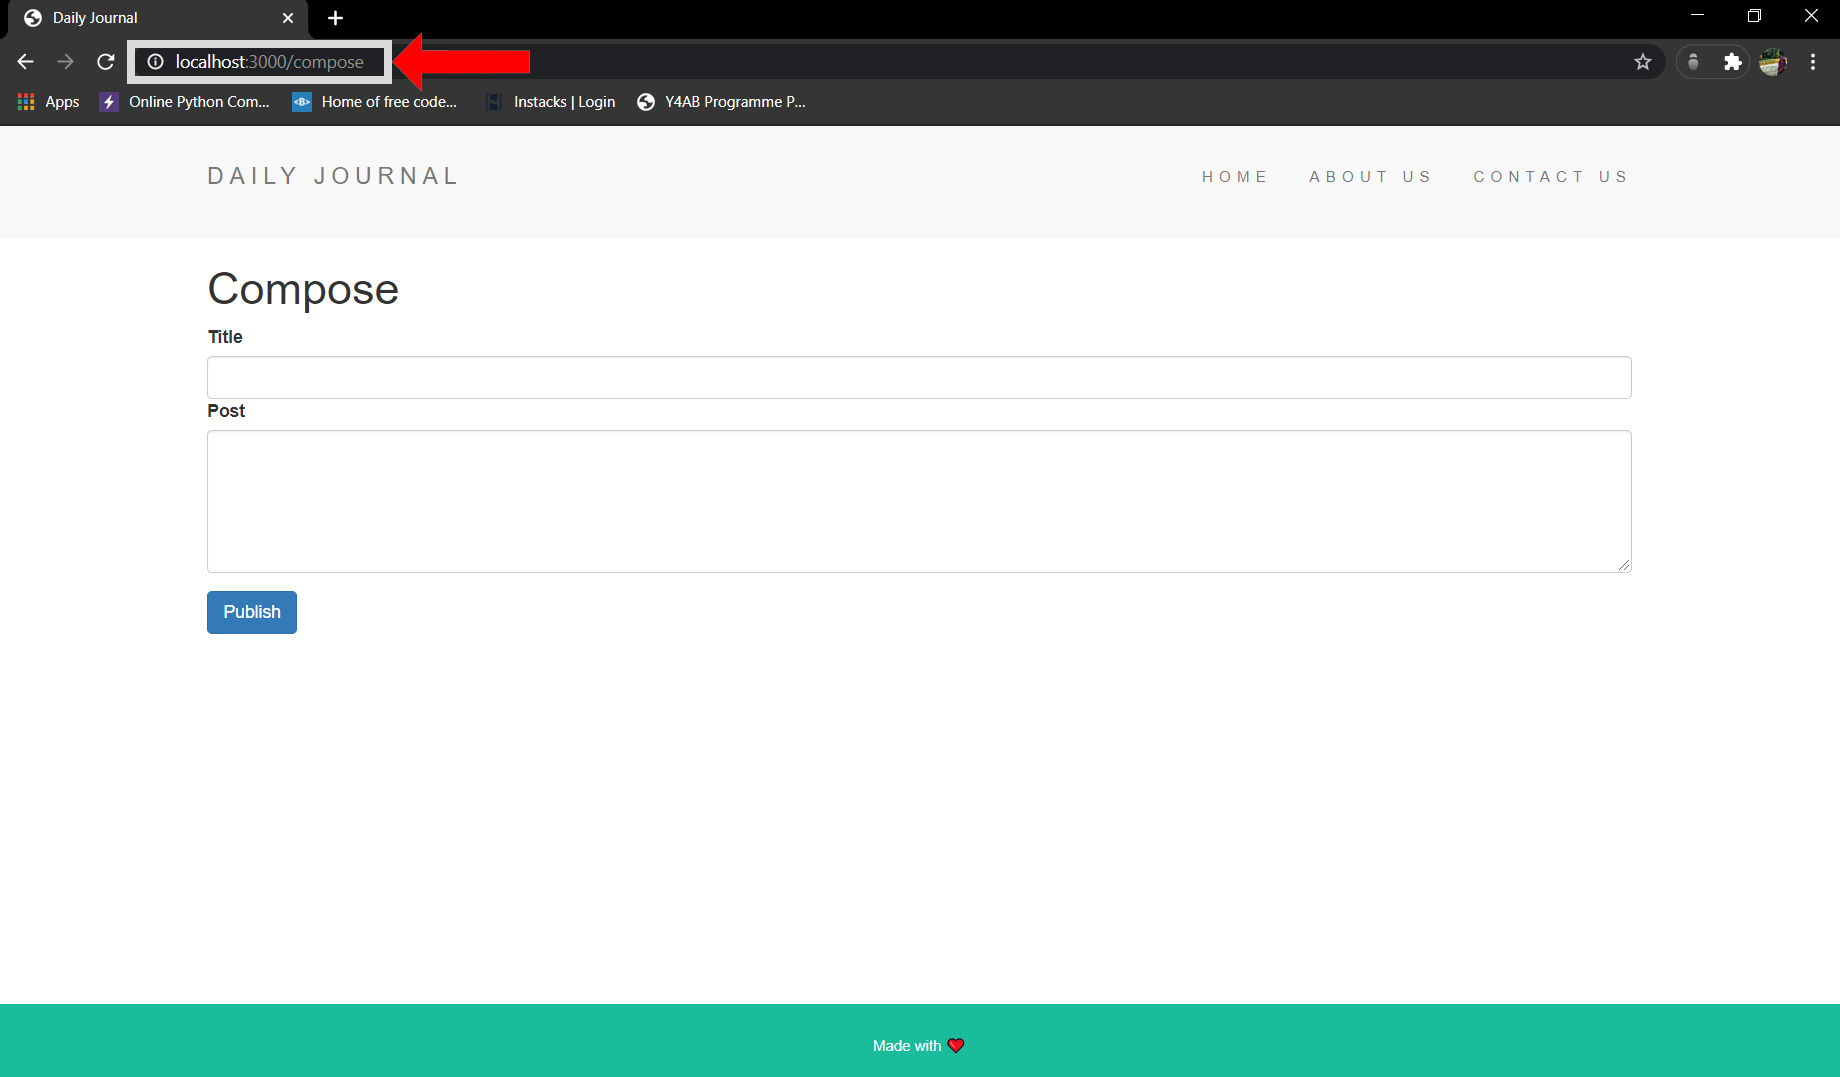 Daily Journal
localhost:3000/compose
Apps
Online Python Com...
<B>
Home of free code...
Instacks | Login
Y4AB Programme P...
DAILY JOURNAL
HOME ABOUT US CONTACT US
Compose
Title
Post
Publish
Made with ❤